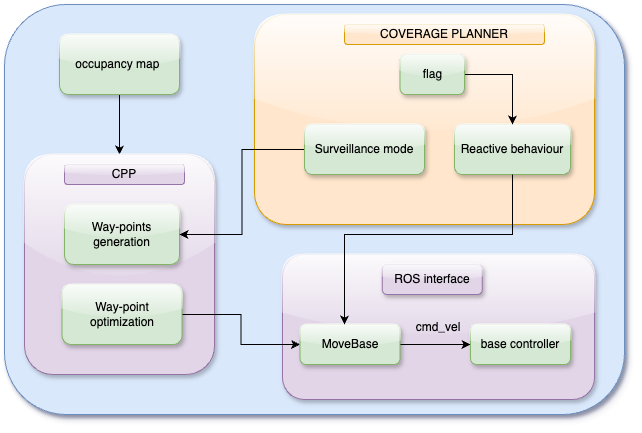 COVERAGE PLANNER
occupancy map
flag
Surveillance mode
Reactive behaviour
CPP
Way-points
generation
ROS interface
Way-point
optimization
cmd_vel
MoveBase
base controller